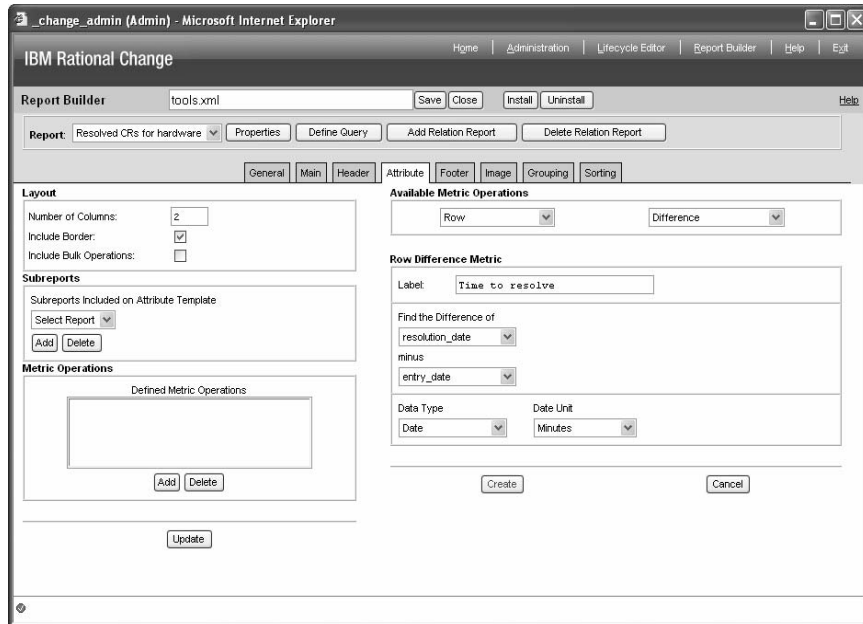 _change_admin (Admin) - Microsoft Internet Explorer
IBM Rational Change
Home | Administration | Lifecycle Editor | Report Builder | Help | Exit
Report Builder tools.xml Save Close Install Uninstall Help
Report: Resolved CRs for hardware Properties Define Query Add Relation Report Delete Relation Report
General Main Header Attribute Footer Image Grouping Sorting
Layout
Number of Columns: 2
Include Border:
Include Bulk Operations:
Subreports
Subreports Included on Attribute Template
Select Report
Add Delete
Metric Operations
Defined Metric Operations
Add Delete
Update
Available Metric Operations
Row Difference
Row Difference Metric
Label: Time to resolve
Find the Difference of
resolution_date
minus
entry_date
Data Type Date Unit
Date Minutes
Create Cancel